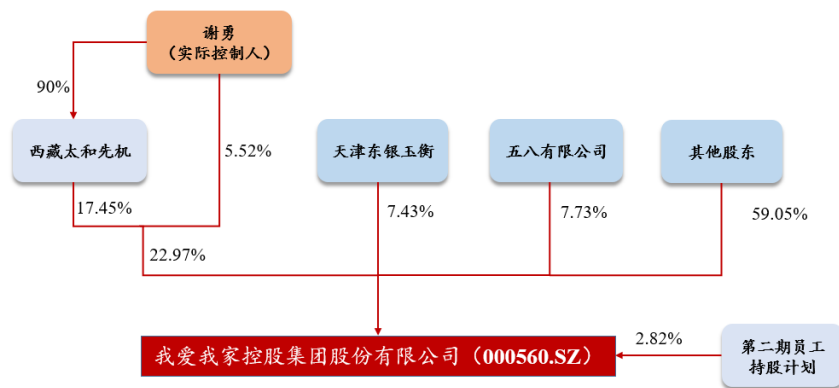 谢勇
（实际控制人）
90%
西藏太和先机
5.52%
天津东银玉衡
五八有限公司
其他股东
17.45%
7.43%
7.73%
59.05%
22.97%
我爱我家控股集团股份有限公司（000560.SZ）
2.82%
第二期员工
持股计划